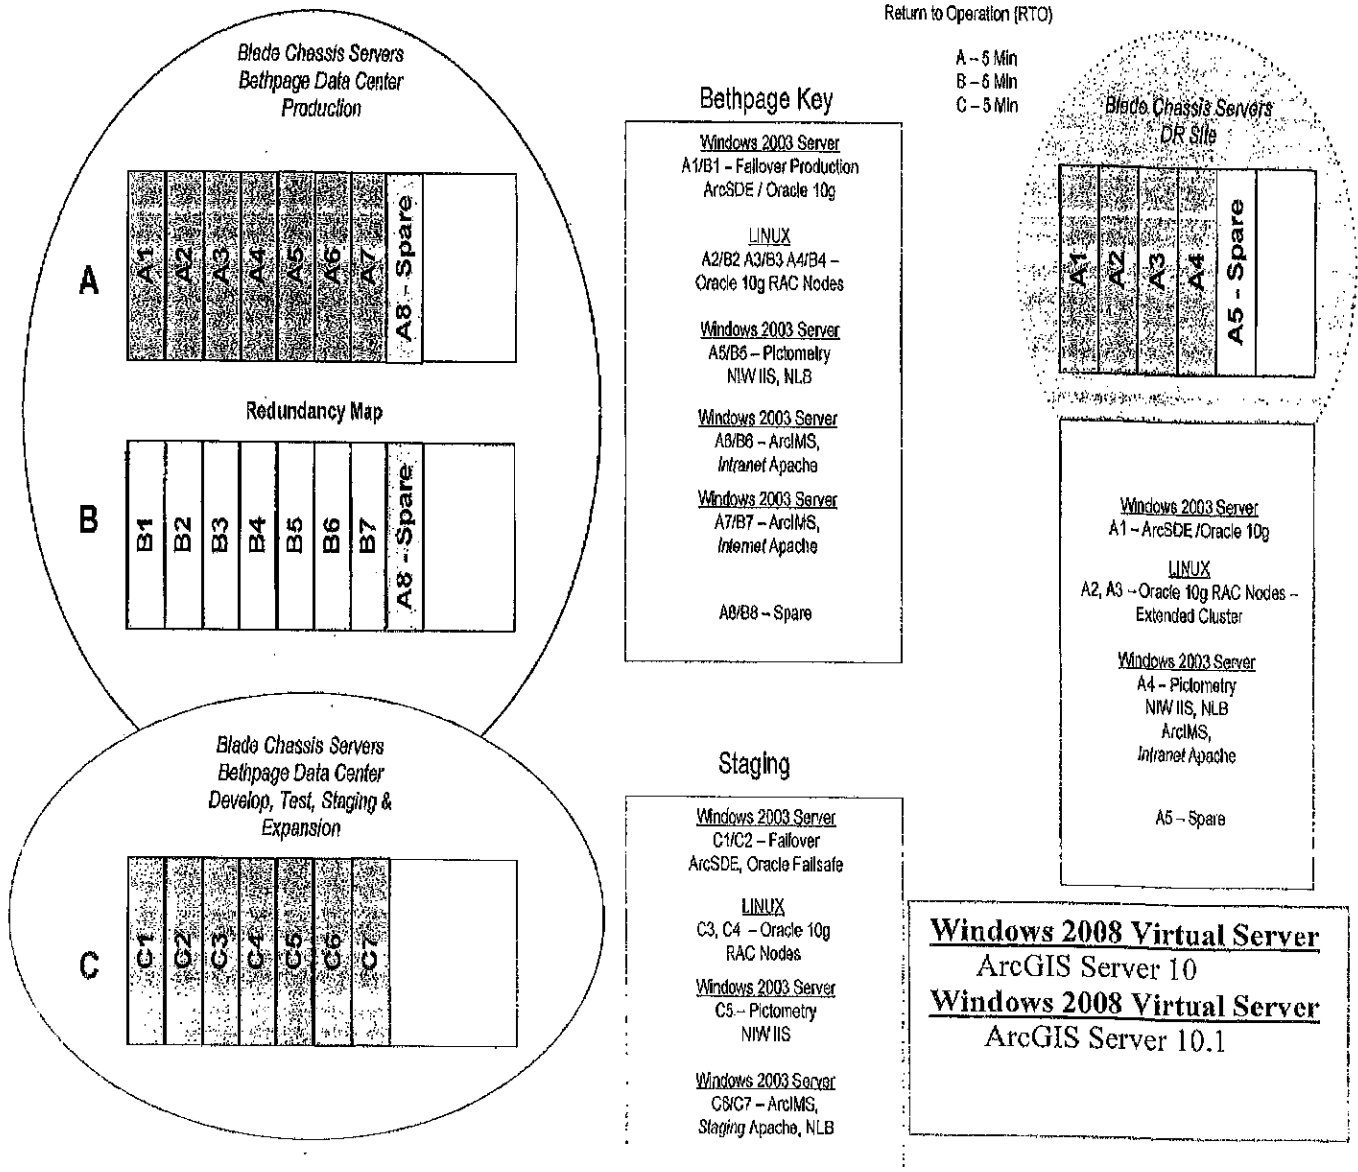 Return to Operation (RTO)
A – 5 Min
B – 5 Min
C – 5 Min
Blade Chassis Servers
Bethpage Data Center
Production
A
A1
A2
A3
A4
A5
A6
A7
A8 - Spare
Redundancy Map
B
B1
B2
B3
B4
B5
B6
B7
A8 - Spare
Blade Chassis Servers
Bethpage Data Center
Develop, Test, Staging &
Expansion
C
C1
C2
C3
C4
C5
C6
C7
Bethpage Key
Windows 2003 Server
A1/B1 – Failover Production
ArcSDE / Oracle 10g
LINUX
A2/B2 A3/B3 A4/B4 –
Oracle 10g RAC Nodes
Windows 2003 Server
A5/B5 – Pictometry
NIW IIS, NLB
Windows 2003 Server
A6/B6 – ArcIMS,
Intranet Apache
Windows 2003 Server
A7/B7 – ArcIMS,
Internet Apache
A8/B8 – Spare
Staging
Windows 2003 Server
C1/C2 – Failover
ArcSDE, Oracle Failsafe
LINUX
C3, C4 – Oracle 10g
RAC Nodes
Windows 2003 Server
C5 – Pictometry
NIW IIS
Windows 2003 Server
C6/C7 – ArcIMS,
Staging Apache, NLB
Blade Chassis Servers
DR Site
A1
A2
A3
A4
A5 - Spare
Windows 2003 Server
A1 – ArcSDE /Oracle 10g
LINUX
A2, A3 – Oracle 10g RAC Nodes –
Extended Cluster
Windows 2003 Server
A4 – Pictometry
NIW IIS, NLB
ArcIMS,
Intranet Apache
A5 – Spare
Windows 2008 Virtual Server
ArcGIS Server 10
Windows 2008 Virtual Server
ArcGIS Server 10.1